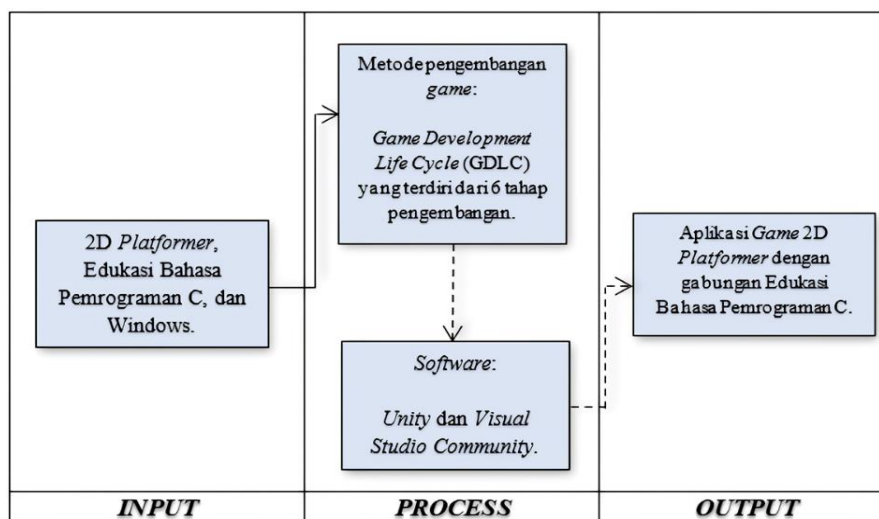 2D Platformer,
Edukasi Bahasa
Pemrograman C, dan
Windows.
Metode pengembangan
game:
Game Development
Life Cycle (GDLC)
yang terdiri dari 6 tahap
pengembangan.
Software:
Unity dan Visual
Studio Community.
Aplikasi Game 2D
Platformer dengan
gabungan Edukasi
Bahasa Pemrograman C.
INPUT
PROCESS
OUTPUT